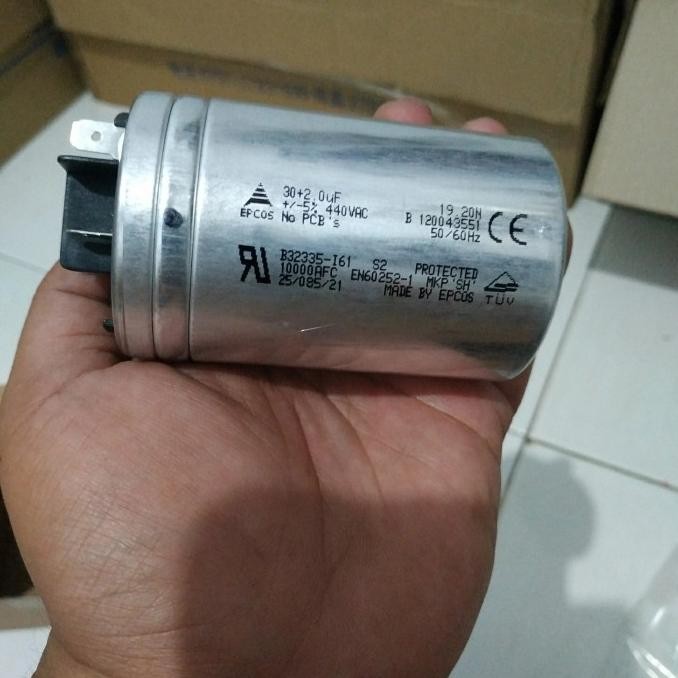 30+2.0uF
+/-5% 440VAC
EPCOS No PCB's
19.20N
B 120043551
50/60Hz
CE
B32335-I61 S2 PROTECTED
10000AFC EN60252-1 MKP 'SH'
25/085/21 MADE BY EPCOS
TÜV